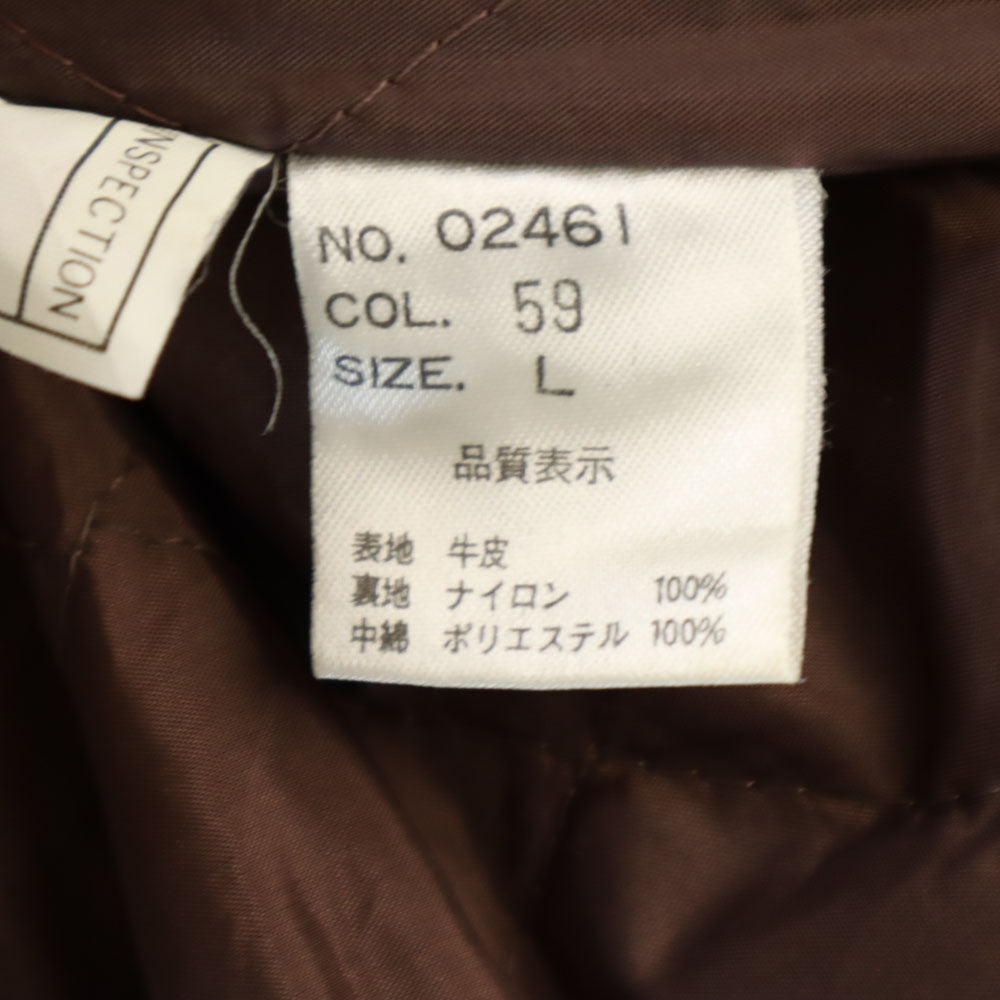 INSPECTION
NO. 02461
COL. 59
SIZE. L
品質表示
表地 牛皮
裏地 ナイロン 100%
中綿 ポリエステル 100%